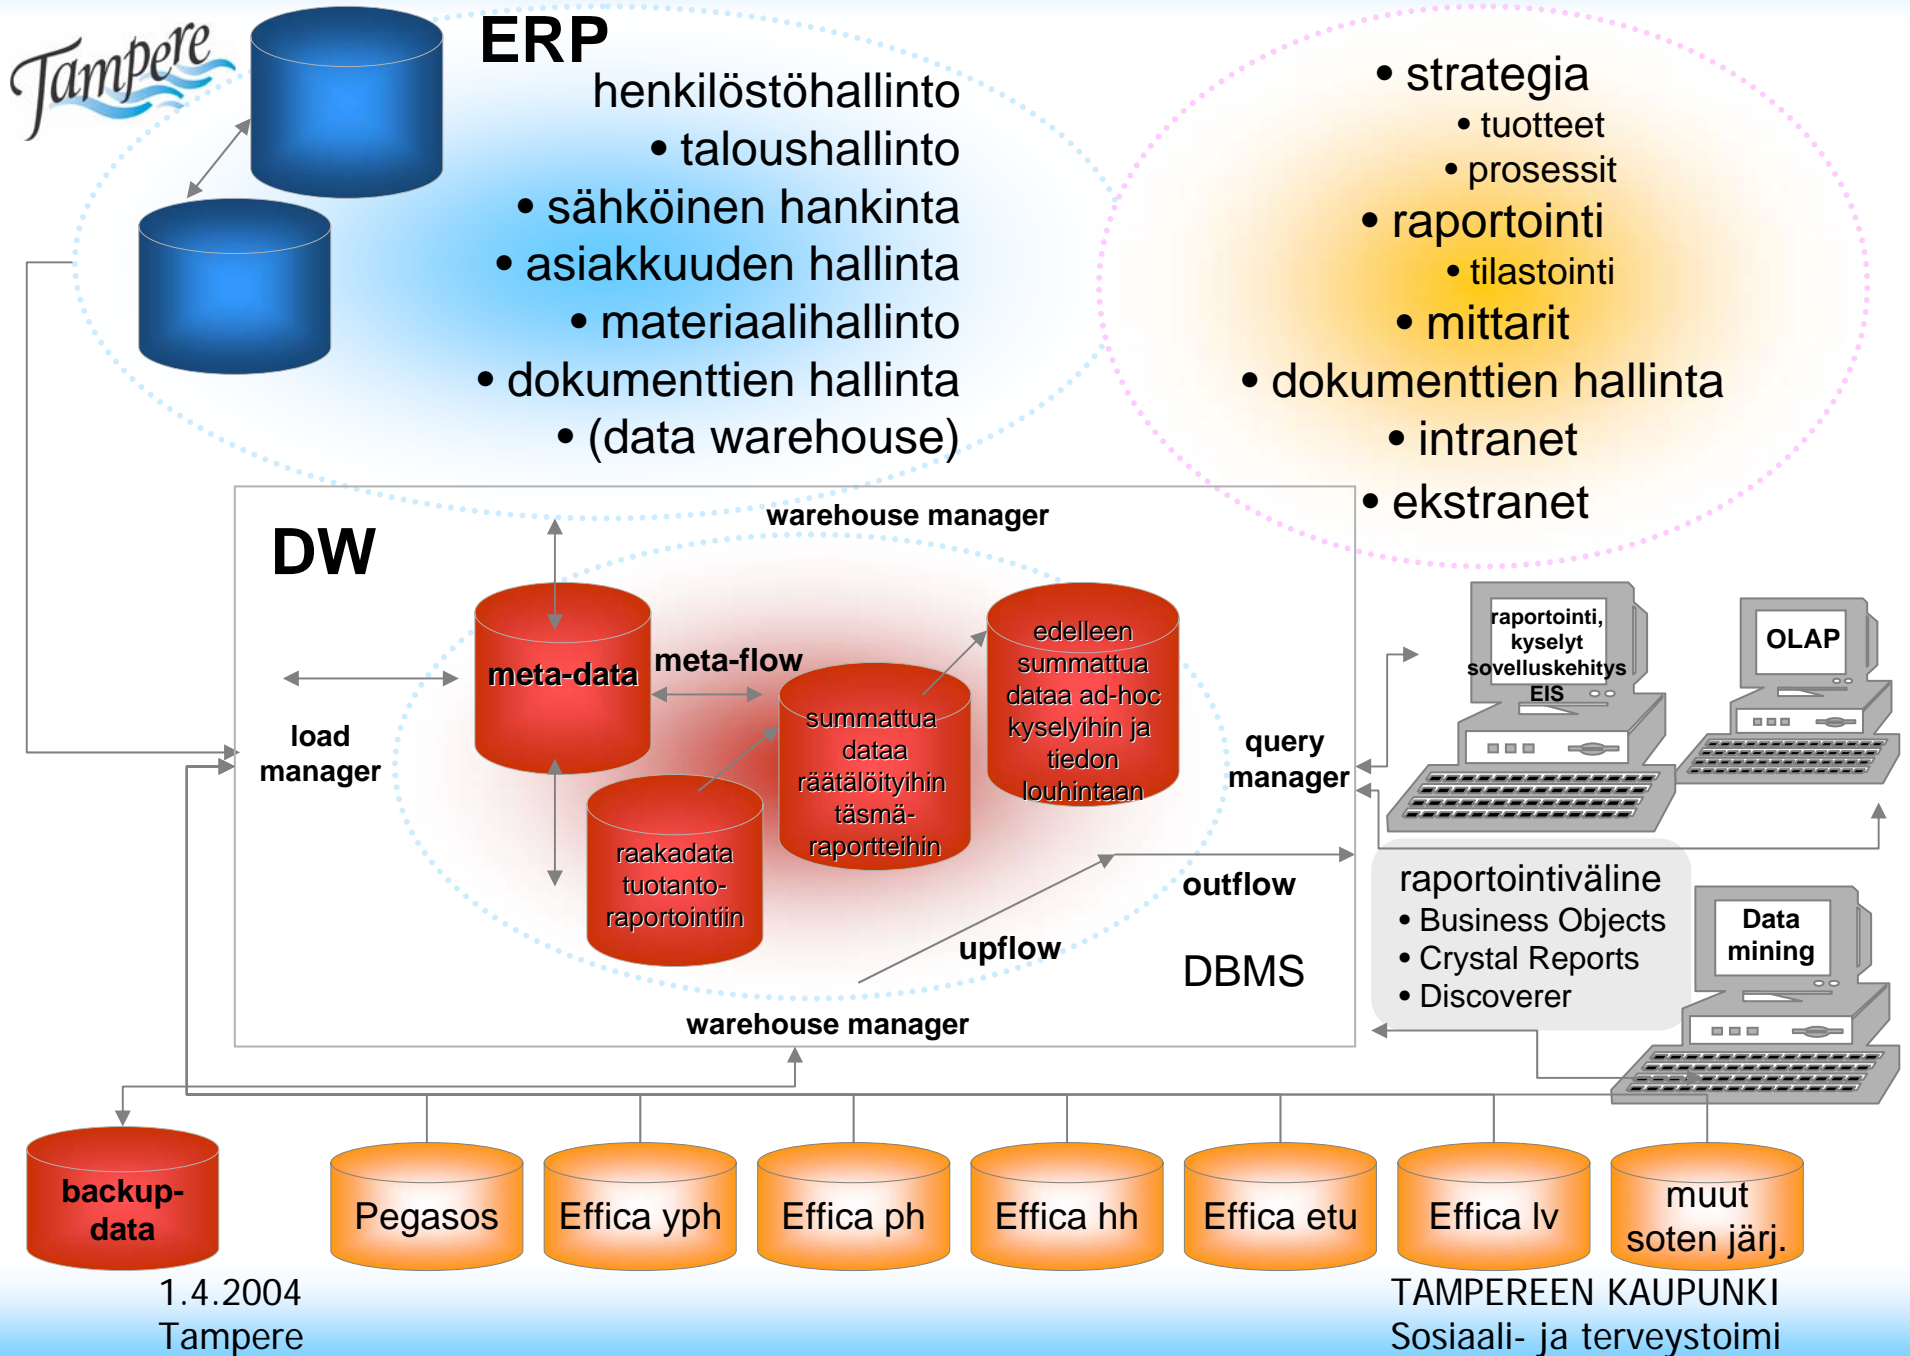 Tampere
ERP
henkilöstöhallinto
• taloushallinto
• sähköinen hankinta
• asiakkuuden hallinta
• materiaalihallinto
• dokumenttien hallinta
• (data warehouse)
• strategia
• tuotteet
• prosessit
• raportointi
• tilastointi
• mittarit
• dokumenttien hallinta
• intranet
• ekstranet
DW
warehouse manager
meta-data
meta-flow
load
manager
raakadata
tuotanto-
raportointiin
summattua
dataa
räätälöityihin
täsmä-
raportteihin
edelleen
summattua
dataa ad-hoc
kyselyihin ja
tiedon
louhintaan
query
manager
outflow
upflow
DBMS
warehouse manager
raportointi,
kyselyt
sovelluskehitys
EIS
OLAP
raportointiväline
• Business Objects
• Crystal Reports
• Discoverer
Data
mining
backup-
data
Pegasos
Effica yph
Effica ph
Effica hh
Effica etu
Effica lv
muut
soten järj.
1.4.2004
Tampere
TAMPEREEN KAUPUNKI
Sosiaali- ja terveystoimi